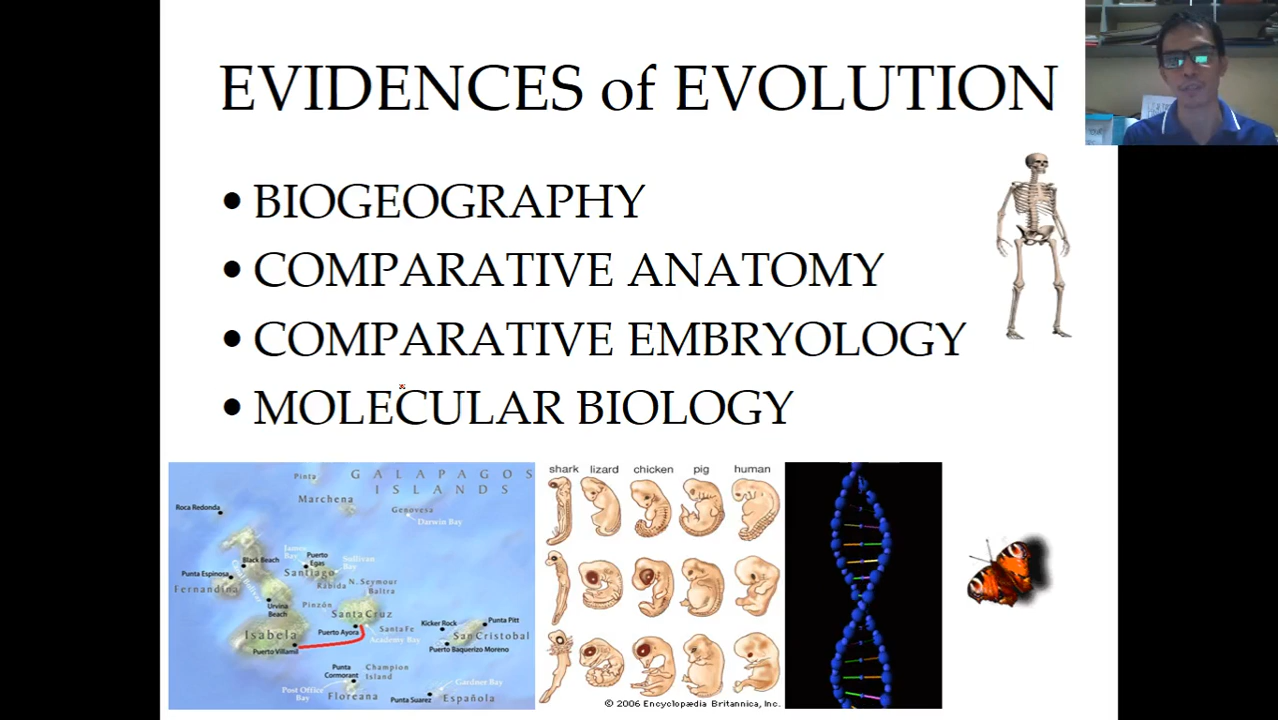 EVIDENCES of EVOLUTION
• BIOGEOGRAPHY
• COMPARATIVE ANATOMY
• COMPARATIVE EMBRYOLOGY
• MOLECULAR BIOLOGY
GALAPAGOS
ISLANDS
Pinta
Marchena
Roca Redonda
Genovesa
Darwin Bay
James
Bay
Puerto
Egas
Sullivan
Bay
Black Beach
Santiago
Punta Espinosa
Rábida
N. Seymour
Baltra
Fernandina
Urvina
Beach
Pinzón
Santa Cruz
Puerto Ayora
Santa Fe
Academy Bay
Kicker Rock
Punta Pitt
Isabela
San Cristobal
Puerto Villamil
Puerto Baquerizo Moreno
Punta
Cormorant
Champion
Island
Post Office
Bay
Floreana
Gardner Bay
Punta Suarez
Española
shark lizard chicken pig human
© 2006 Encyclopædia Britannica, Inc.